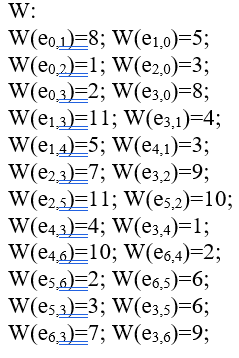 W:
W(e₀,₁)=8; W(e₁,₀)=5;
W(e₀,₂)=1; W(e₂,₀)=3;
W(e₀,₃)=2; W(e₃,₀)=8;
W(e₁,₃)=11; W(e₃,₁)=4;
W(e₁,₄)=5; W(e₄,₁)=3;
W(e₂,₃)=7; W(e₃,₂)=9;
W(e₂,₅)=11; W(e₅,₂)=10;
W(e₄,₃)=4; W(e₃,₄)=1;
W(e₄,₆)=10; W(e₆,₄)=2;
W(e₅,₆)=2; W(e₆,₅)=6;
W(e₅,₃)=3; W(e₃,₅)=6;
W(e₆,₃)=7; W(e₃,₆)=9;